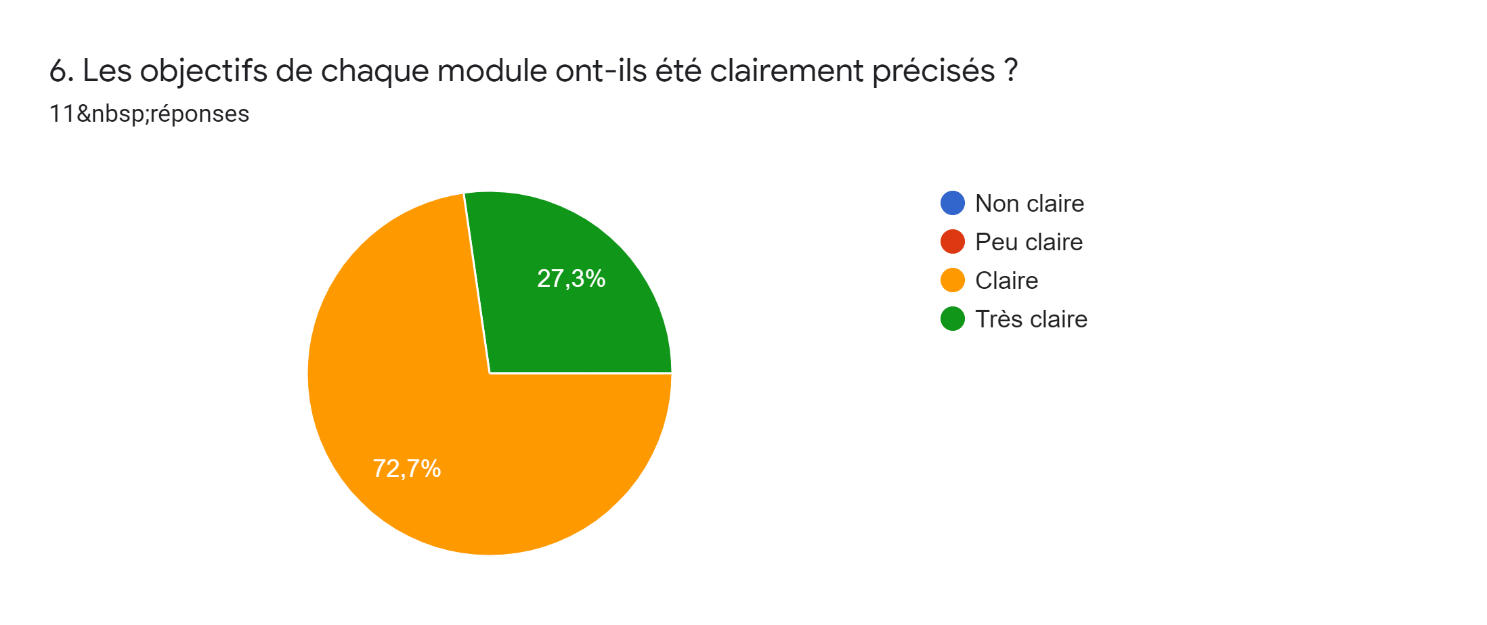 6. Les objectifs de chaque module ont-ils été clairement précisés ?
11&nbsp;réponses
27,3%
72,7%
Non claire
Peu claire
Claire
Très claire